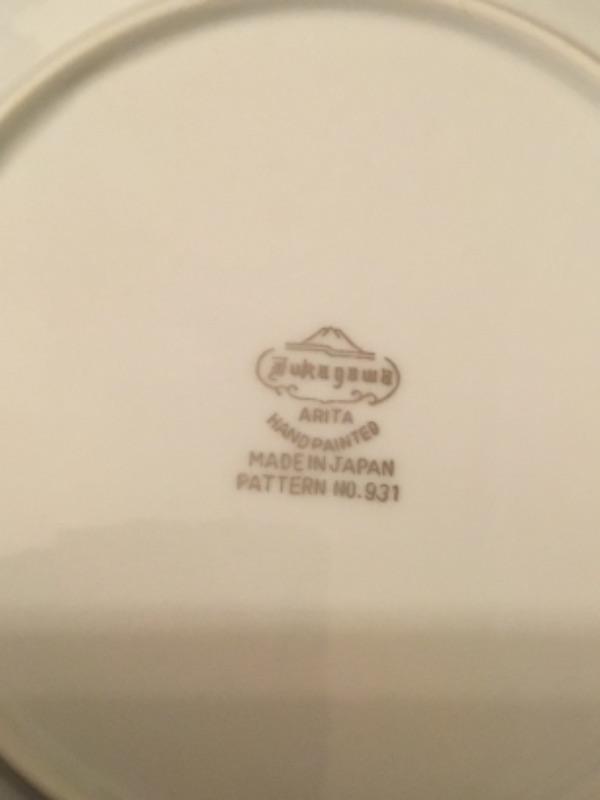 Fukagawa
ARITA
HANDPAINTED
MADE IN JAPAN
PATTERN NO.931